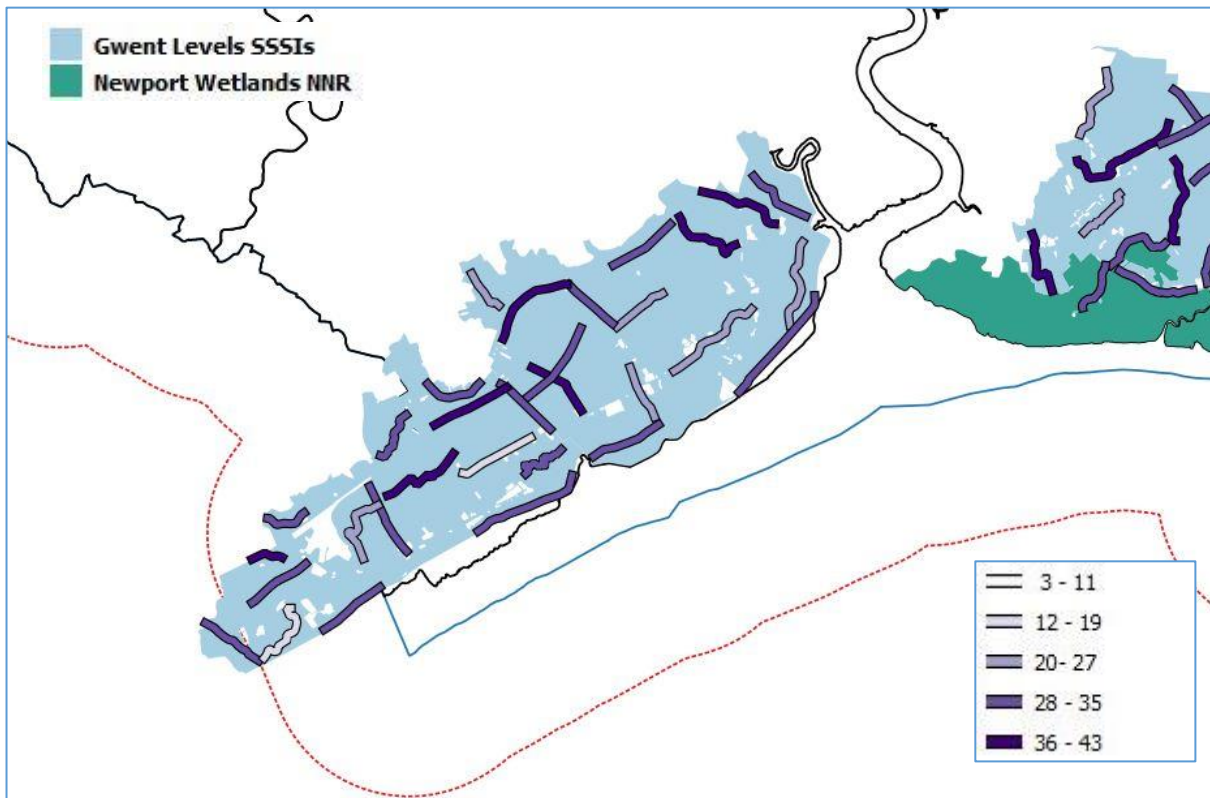 Gwent Levels SSSIs
Newport Wetlands NNR
3 - 11
12 - 19
20- 27
28 - 35
36 - 43